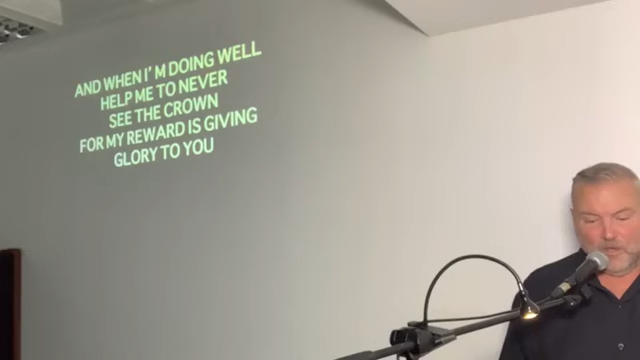 AND WHEN I' M DOING WELL
HELP ME TO NEVER
SEE THE CROWN
FOR MY REWARD IS GIVING
GLORY TO YOU